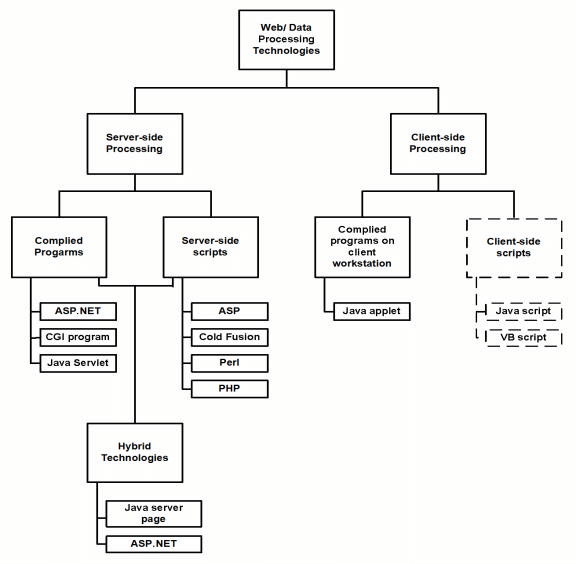 Web/ Data
Processing
Technologies
Server-side
Processing
Client-side
Processing
Complied
Progarms
Server-side
scripts
Complied
programs on
client
workstation
Client-side
scripts
ASP.NET
CGI program
Java Servlet
ASP
Cold Fusion
Perl
PHP
Java applet
Java script
VB script
Hybrid
Technologies
Java server
page
ASP.NET